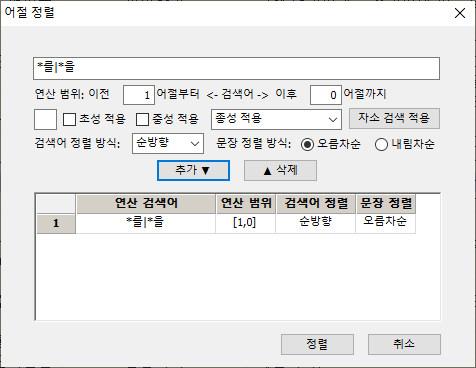 어절 정렬
*를|*을
연산 범위: 이전 1 어절부터 <- 검색어 -> 이후 0 어절까지
초성 적용 중성 적용 종성 적용 자소 검색 적용
검색어 정렬 방식: 순방향 문장 정렬 방식: 오름차순 내림차순
추가 ▼ ▲ 삭제
연산 검색어 연산 범위 검색어 정렬 문장 정렬
1 *를|*을 [1,0] 순방향 오름차순
정렬 취소